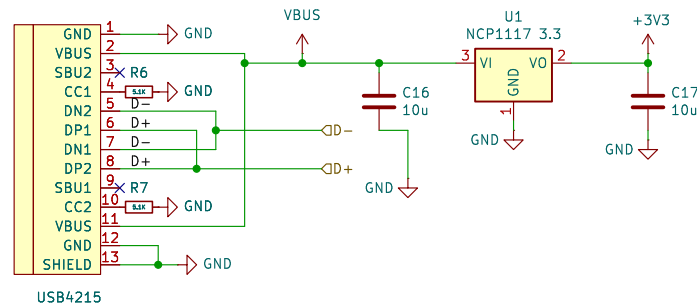 GND 1 GND
VBUS 2
SBU2 3 R6
CC1 4 5.1K GND
DN2 5 D-
DP1 6 D+
DN1 7 D-
DP2 8 D+
SBU1 9 R7
CC2 10 5.1K GND
VBUS 11
GND 12
SHIELD 13 GND
USB4215
D-
D+
VBUS
C16
10u
GND
U1
NCP1117 3.3
3 VI VO 2
GND
1
GND
+3V3
C17
10u
GND